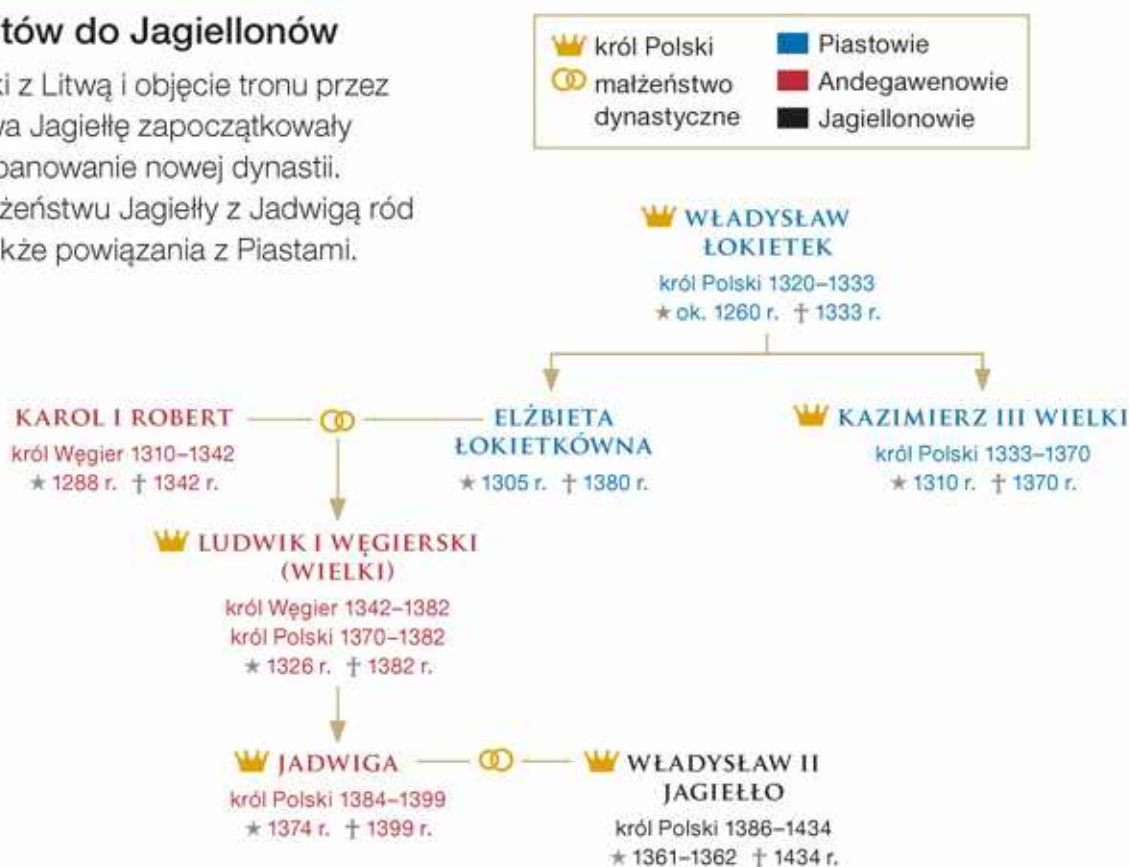 tów do Jagiellonów
ki z Litwą i objęcie tronu przez
wa Jagiełłę zapoczątkowały
panowanie nowej dynastii.
żeństwu Jagiełły z Jadwigą ród
kże powiązania z Piastami.
król Polski
małżeństwo
dynastyczne
Piastowie
Andegawenowie
Jagiellonowie
WŁADYSŁAW
ŁOKIETEK
król Polski 1320–1333
★ ok. 1260 r. † 1333 r.
KAROL I ROBERT
król Węgier 1310–1342
★ 1288 r. † 1342 r.
ELŻBIETA
ŁOKIETKÓWNA
★ 1305 r. † 1380 r.
KAZIMIERZ III WIELKI
król Polski 1333–1370
★ 1310 r. † 1370 r.
LUDWIK I WĘGIERSKI
(WIELKI)
król Węgier 1342–1382
król Polski 1370–1382
★ 1326 r. † 1382 r.
JADWIGA
król Polski 1384–1399
★ 1374 r. † 1399 r.
WŁADYSŁAW II
JAGIEŁŁO
król Polski 1386–1434
★ 1361–1362 † 1434 r.